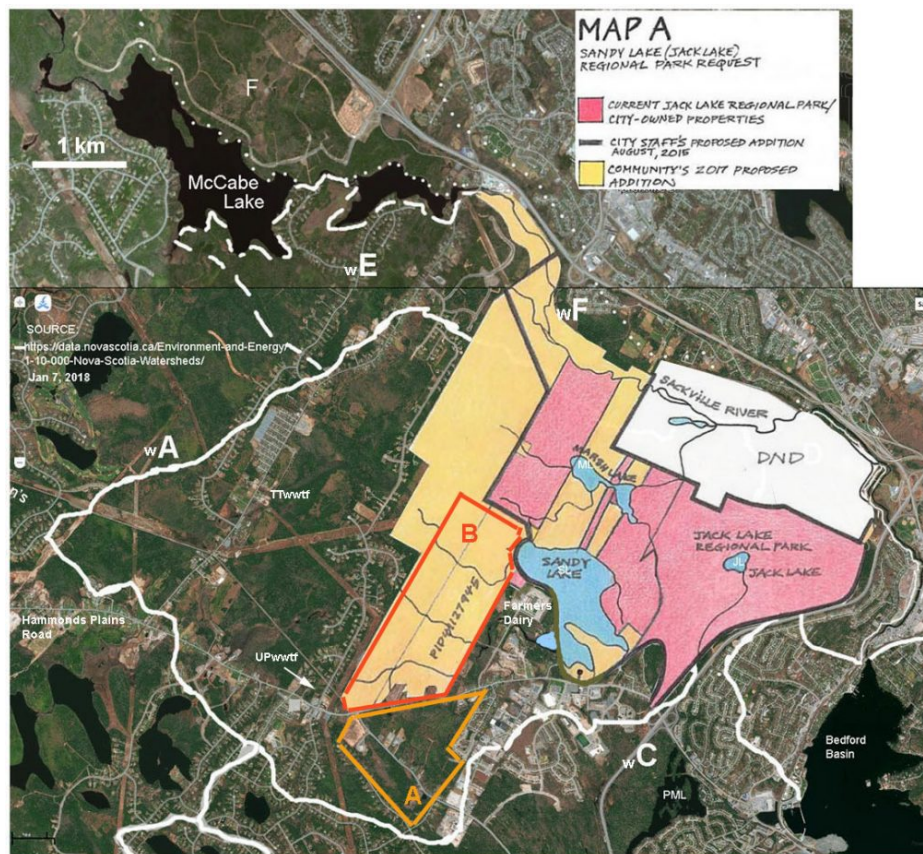 MAP A
SANDY LAKE (JACK LAKE)
REGIONAL PARK REQUEST
CURRENT JACK LAKE REGIONAL PARK/
CITY-OWNED PROPERTIES
CITY STAFF'S PROPOSED ADDITION
AUGUST, 2015
COMMUNITY'S 2017 PROPOSED
ADDITION
F
1 km
McCabe
Lake
wE
wF
SOURCE:
https://data.novascotia.ca/Environment-and-Energy/
1-10-000-Nova-Scotia-Watersheds/
Jan 7, 2018
SACKVILLE RIVER
DND
D
wA
MARSH LAKE
ML
TTwwtf
B
JACK LAKE
REGIONAL PARK
JL
JACK LAKE
SANDY
LAKE
SL
PID41127945
Farmers
Dairy
Hammonds Plains
Road
UPwwtf
A
wC
Bedford
Basin
PML